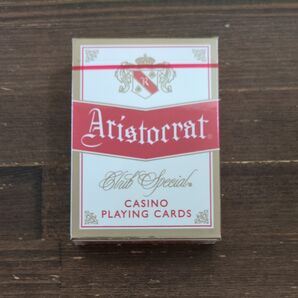 R
Aristocrat®
Club Special®
CASINO
PLAYING CARDS